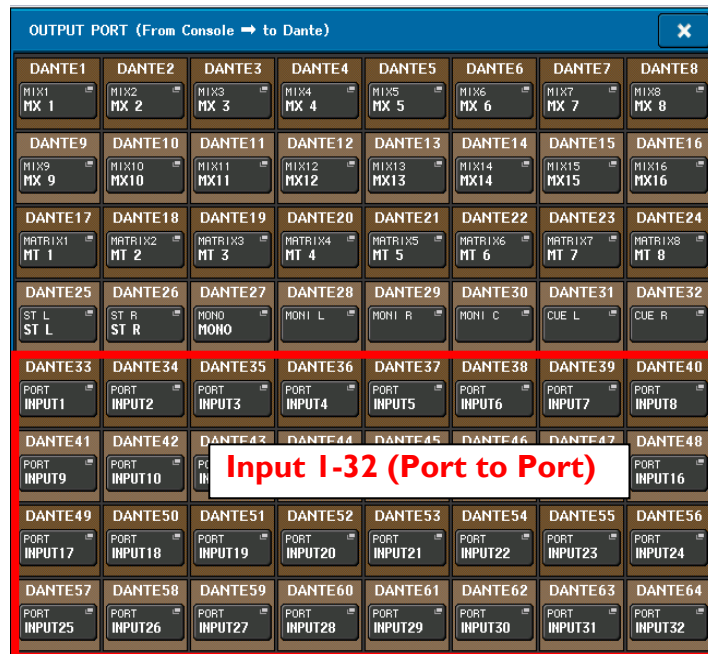 OUTPUT PORT (From Console ➡ to Dante)
DANTE1 DANTE2 DANTE3 DANTE4 DANTE5 DANTE6 DANTE7 DANTE8
MIX1 MIX2 MIX3 MIX4 MIX5 MIX6 MIX7 MIX8
MX 1 MX 2 MX 3 MX 4 MX 5 MX 6 MX 7 MX 8
DANTE9 DANTE10 DANTE11 DANTE12 DANTE13 DANTE14 DANTE15 DANTE16
MIX9 MIX10 MIX11 MIX12 MIX13 MIX14 MIX15 MIX16
MX 9 MX10 MX11 MX12 MX13 MX14 MX15 MX16
DANTE17 DANTE18 DANTE19 DANTE20 DANTE21 DANTE22 DANTE23 DANTE24
MATRIX1 MATRIX2 MATRIX3 MATRIX4 MATRIX5 MATRIX6 MATRIX7 MATRIX8
MT 1 MT 2 MT 3 MT 4 MT 5 MT 6 MT 7 MT 8
DANTE25 DANTE26 DANTE27 DANTE28 DANTE29 DANTE30 DANTE31 DANTE32
ST L ST R MONO MONI L MONI R MONI C CUE L CUE R
ST L ST R MONO
DANTE33 DANTE34 DANTE35 DANTE36 DANTE37 DANTE38 DANTE39 DANTE40
PORT PORT PORT PORT PORT PORT PORT PORT
INPUT1 INPUT2 INPUT3 INPUT4 INPUT5 INPUT6 INPUT7 INPUT8
DANTE41 DANTE42 DANTE43 DANTE44 DANTE45 DANTE46 DANTE47 DANTE48
PORT PORT PORT
INPUT9 INPUT10 INPUT16
Input 1-32 (Port to Port)
DANTE49 DANTE50 DANTE51 DANTE52 DANTE53 DANTE54 DANTE55 DANTE56
PORT PORT PORT PORT PORT PORT PORT PORT
INPUT17 INPUT18 INPUT19 INPUT20 INPUT21 INPUT22 INPUT23 INPUT24
DANTE57 DANTE58 DANTE59 DANTE60 DANTE61 DANTE62 DANTE63 DANTE64
PORT PORT PORT PORT PORT PORT PORT PORT
INPUT25 INPUT26 INPUT27 INPUT28 INPUT29 INPUT30 INPUT31 INPUT32